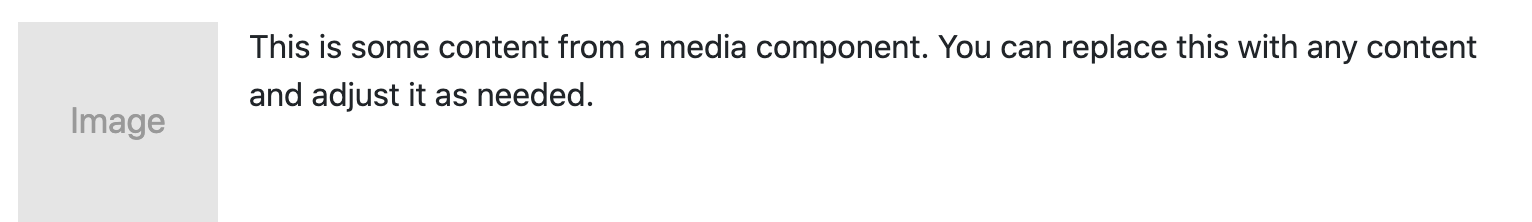 Image
This is some content from a media component. You can replace this with any content
and adjust it as needed.